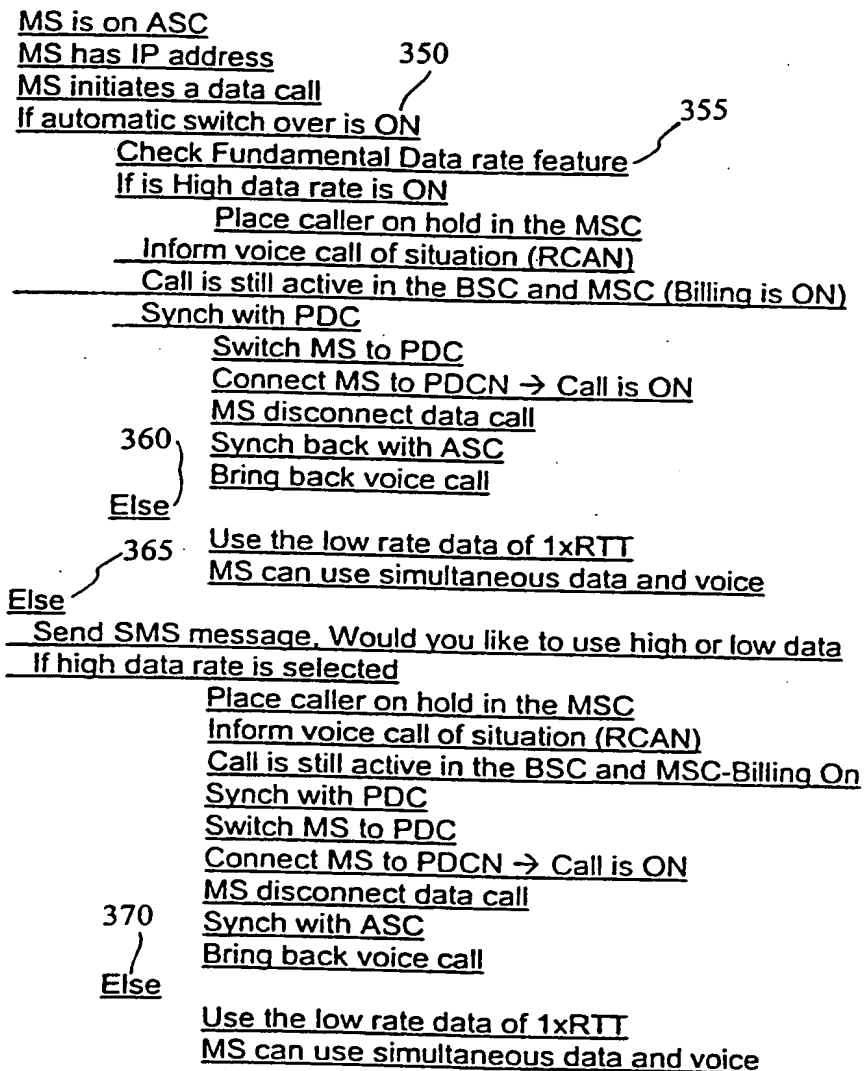 MS is on ASC
MS has IP address
350
MS initiates a data call
355
If automatic switch over is ON
Check Fundamental Data rate feature
If is High data rate is ON
Place caller on hold in the MSC
Inform voice call of situation (RCAN)
Call is still active in the BSC and MSC (Billing is ON)
Synch with PDC
Switch MS to PDC
Connect MS to PDCN → Call is ON
MS disconnect data call
360
Synch back with ASC
Bring back voice call
Else
Use the low rate data of 1xRTT
365
MS can use simultaneous data and voice
Else
Send SMS message, Would you like to use high or low data
If high data rate is selected
Place caller on hold in the MSC
Inform voice call of situation (RCAN)
Call is still active in the BSC and MSC-Billing On
Synch with PDC
Switch MS to PDC
Connect MS to PDCN → Call is ON
MS disconnect data call
370
Synch with ASC
Bring back voice call
Else
Use the low rate data of 1xRTT
MS can use simultaneous data and voice